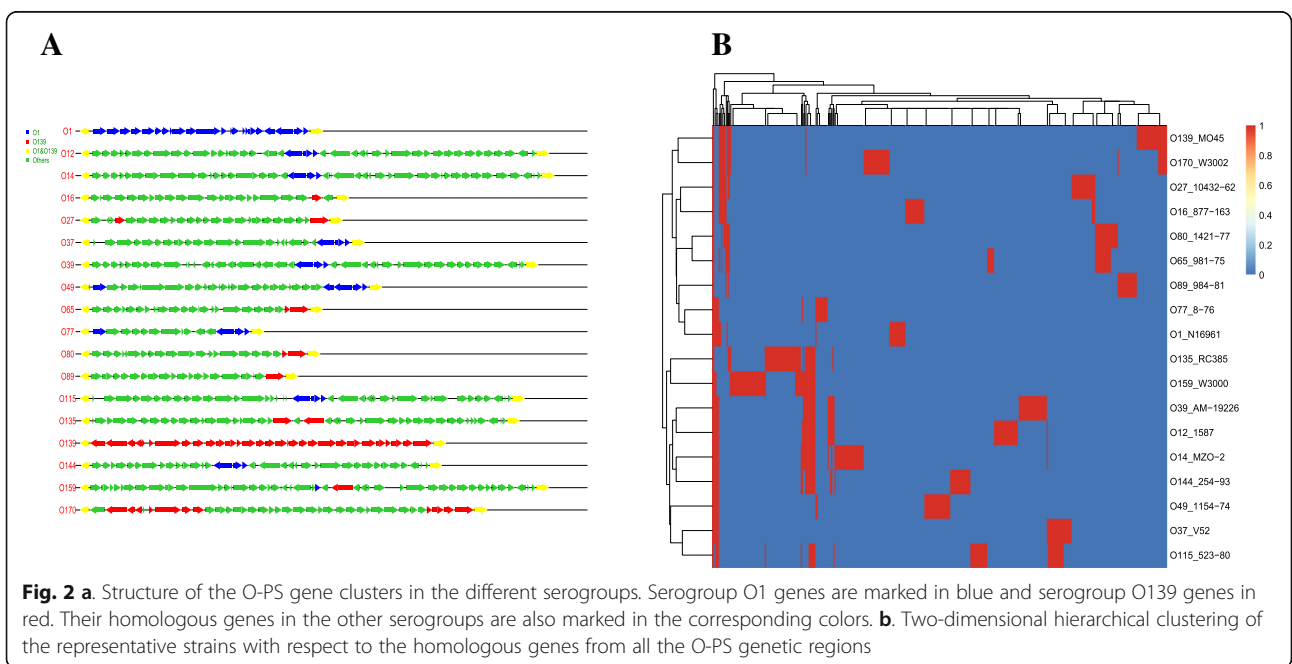 A
B
O1
O139
O1&O139
Others
O1
O12
O14
O16
O27
O37
O39
O49
O65
O77
O80
O89
O115
O135
O139
O144
O159
O170
O139_MO45
O170_W3002
O27_10432-62
O16_877-163
O80_1421-77
O65_981-75
O89_984-81
O77_8-76
O1_N16961
O135_RC385
O159_W3000
O39_AM-19226
O12_1587
O14_MZO-2
O144_254-93
O49_1154-74
O37_V52
O115_523-80
1
0.8
0.6
0.4
0.2
0
Fig. 2 a. Structure of the O-PS gene clusters in the different serogroups. Serogroup O1 genes are marked in blue and serogroup O139 genes in
red. Their homologous genes in the other serogroups are also marked in the corresponding colors. b. Two-dimensional hierarchical clustering of
the representative strains with respect to the homologous genes from all the O-PS genetic regions